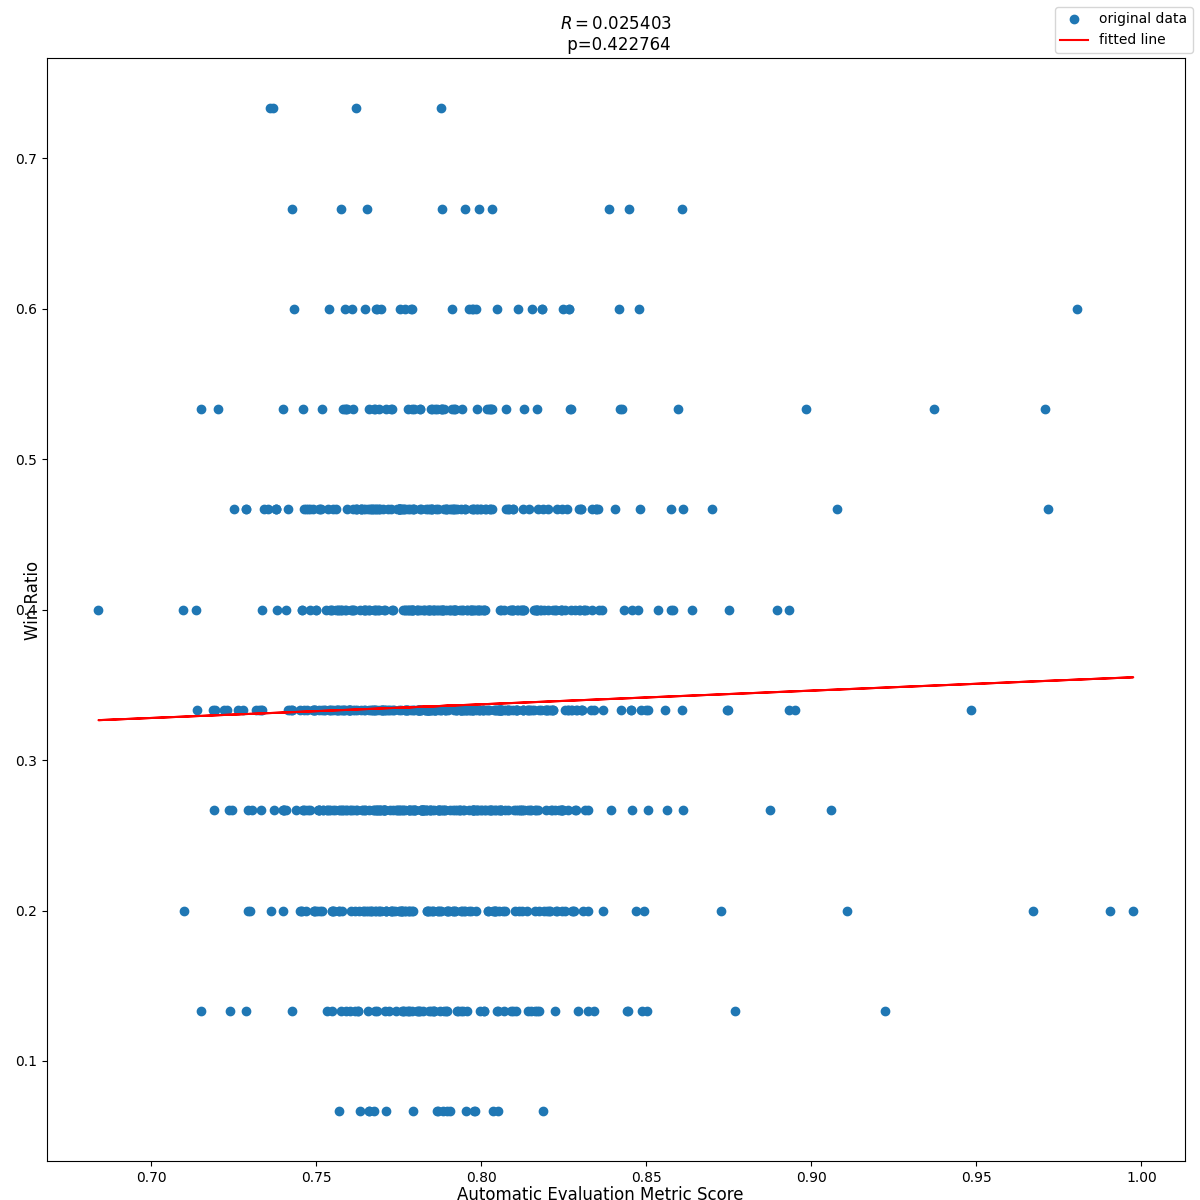 R = 0.025403
p=0.422764
original data
fitted line
Win Ratio
0.7
0.6
0.5
0.4
0.3
0.2
0.1
0.70 0.75 0.80 0.85 0.90 0.95 1.00
Automatic Evaluation Metric Score